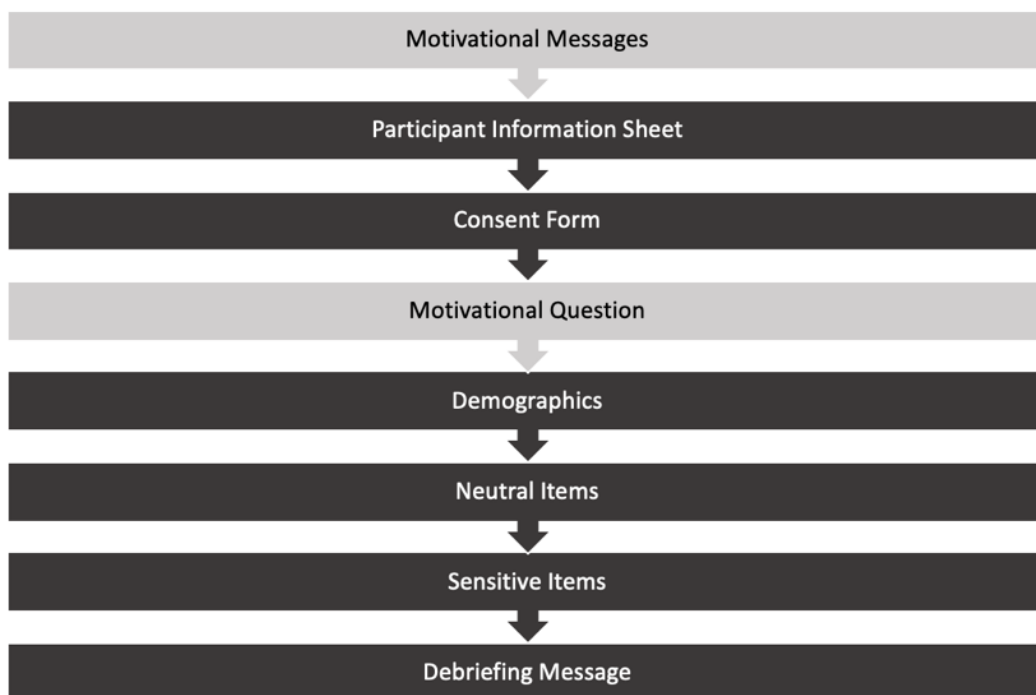 Motivational Messages
Participant Information Sheet
Consent Form
Motivational Question
Demographics
Neutral Items
Sensitive Items
Debriefing Message